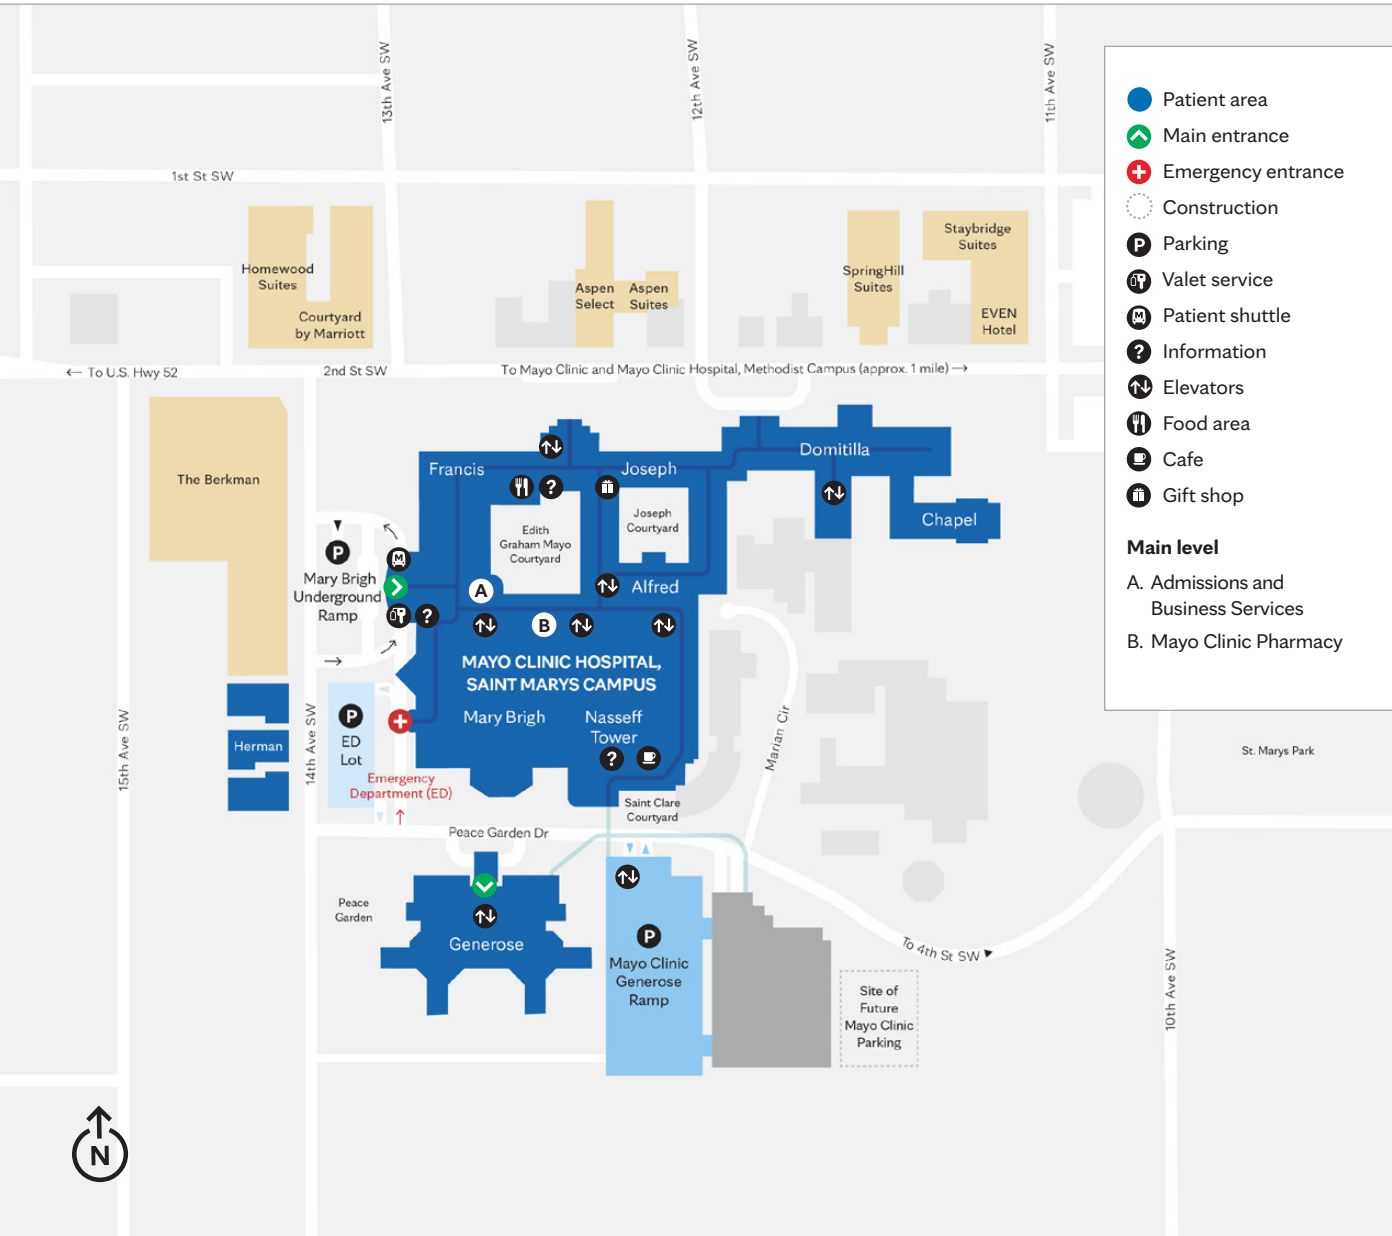 13th Ave SW
12th Ave SW
11th Ave SW
1st St SW
Homewood
Suites
Courtyard
by Marriott
Aspen
Select
Aspen
Suites
SpringHill
Suites
Staybridge
Suites
EVEN
Hotel
← To U.S. Hwy 52
2nd St SW
To Mayo Clinic and Mayo Clinic Hospital, Methodist Campus (approx. 1 mile) →
The Berkman
Francis
Joseph
Domitilla
Chapel
?
Edith
Graham Mayo
Courtyard
Joseph
Courtyard
P
Mary Brigh
Underground
Ramp
M
?
A
Alfred
B
MAYO CLINIC HOSPITAL,
SAINT MARYS CAMPUS
Mary Brigh
Nasseff
Tower
?
P
ED
Lot
Herman
15th Ave SW
14th Ave SW
Emergency
Department (ED)
Saint Clare
Courtyard
Marian Cir
Peace Garden Dr
Peace
Garden
Generose
P
Mayo Clinic
Generose
Ramp
To 4th St SW
Site of
Future
Mayo Clinic
Parking
10th Ave SW
St. Marys Park
N
Patient area
Main entrance
Emergency entrance
Construction
P Parking
Valet service
M Patient shuttle
? Information
Elevators
Food area
Cafe
Gift shop
Main level
A. Admissions and
Business Services
B. Mayo Clinic Pharmacy